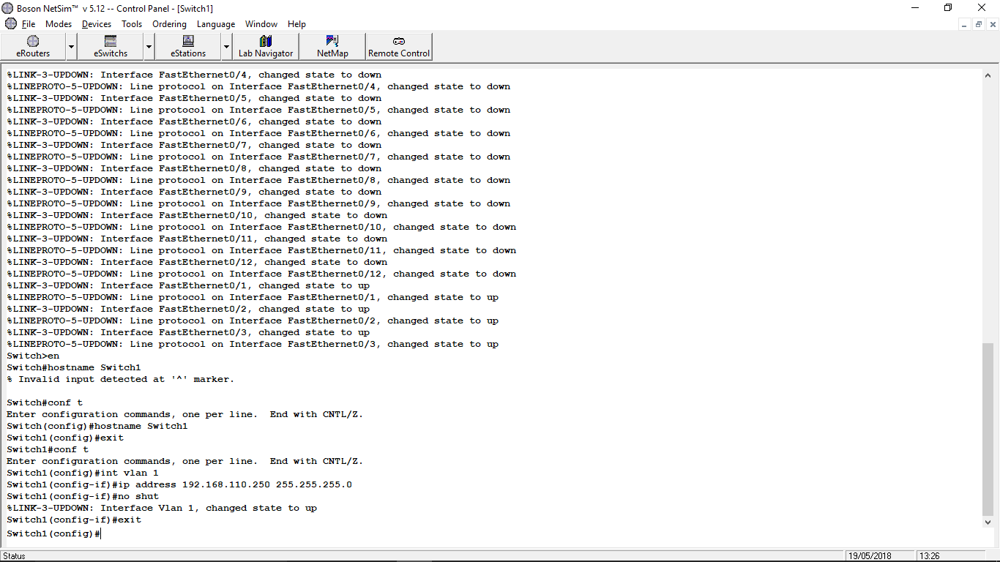 Boson NetSim™ v 5.12 -- Control Panel - [Switch1]
File Modes Devices Tools Ordering Language Window Help
eRouters eSwitchs eStations Lab Navigator NetMap Remote Control
%LINK-3-UPDOWN: Interface FastEthernet0/4, changed state to down
%LINEPROTO-5-UPDOWN: Line protocol on Interface FastEthernet0/4, changed state to down
%LINK-3-UPDOWN: Interface FastEthernet0/5, changed state to down
%LINEPROTO-5-UPDOWN: Line protocol on Interface FastEthernet0/5, changed state to down
%LINK-3-UPDOWN: Interface FastEthernet0/6, changed state to down
%LINEPROTO-5-UPDOWN: Line protocol on Interface FastEthernet0/6, changed state to down
%LINK-3-UPDOWN: Interface FastEthernet0/7, changed state to down
%LINEPROTO-5-UPDOWN: Line protocol on Interface FastEthernet0/7, changed state to down
%LINK-3-UPDOWN: Interface FastEthernet0/8, changed state to down
%LINEPROTO-5-UPDOWN: Line protocol on Interface FastEthernet0/8, changed state to down
%LINK-3-UPDOWN: Interface FastEthernet0/9, changed state to down
%LINEPROTO-5-UPDOWN: Line protocol on Interface FastEthernet0/9, changed state to down
%LINK-3-UPDOWN: Interface FastEthernet0/10, changed state to down
%LINEPROTO-5-UPDOWN: Line protocol on Interface FastEthernet0/10, changed state to down
%LINK-3-UPDOWN: Interface FastEthernet0/11, changed state to down
%LINEPROTO-5-UPDOWN: Line protocol on Interface FastEthernet0/11, changed state to down
%LINK-3-UPDOWN: Interface FastEthernet0/12, changed state to down
%LINEPROTO-5-UPDOWN: Line protocol on Interface FastEthernet0/12, changed state to down
%LINK-3-UPDOWN: Interface FastEthernet0/1, changed state to up
%LINEPROTO-5-UPDOWN: Line protocol on Interface FastEthernet0/1, changed state to up
%LINK-3-UPDOWN: Interface FastEthernet0/2, changed state to up
%LINEPROTO-5-UPDOWN: Line protocol on Interface FastEthernet0/2, changed state to up
%LINK-3-UPDOWN: Interface FastEthernet0/3, changed state to up
%LINEPROTO-5-UPDOWN: Line protocol on Interface FastEthernet0/3, changed state to up
Switch>en
Switch#hostname Switch1
% Invalid input detected at '^' marker.
Switch#conf t
Enter configuration commands, one per line.  End with CNTL/Z.
Switch(config)#hostname Switch1
Switch1(config)#exit
Switch1#conf t
Enter configuration commands, one per line.  End with CNTL/Z.
Switch1(config)#int vlan 1
Switch1(config-if)#ip address 192.168.110.250 255.255.255.0
Switch1(config-if)#no shut
%LINK-3-UPDOWN: Interface Vlan 1, changed state to up
Switch1(config-if)#exit
Switch1(config)#
Status 19/05/2018 13:26